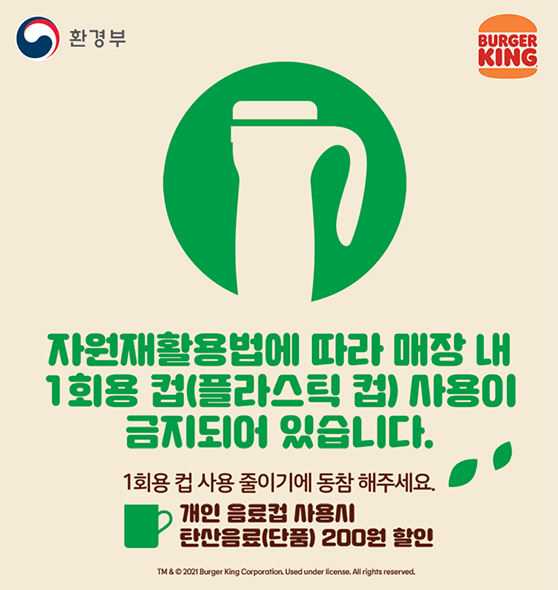 환경부
BURGER
KING
자원재활용법에 따라 매장 내
1회용 컵(플라스틱 컵) 사용이
금지되어 있습니다.
1회용 컵 사용 줄이기에 동참 해주세요.
개인 음료컵 사용시
탄산음료(단품) 200원 할인
TM & © 2021 Burger King Corporation. Used under license. All rights reserved.